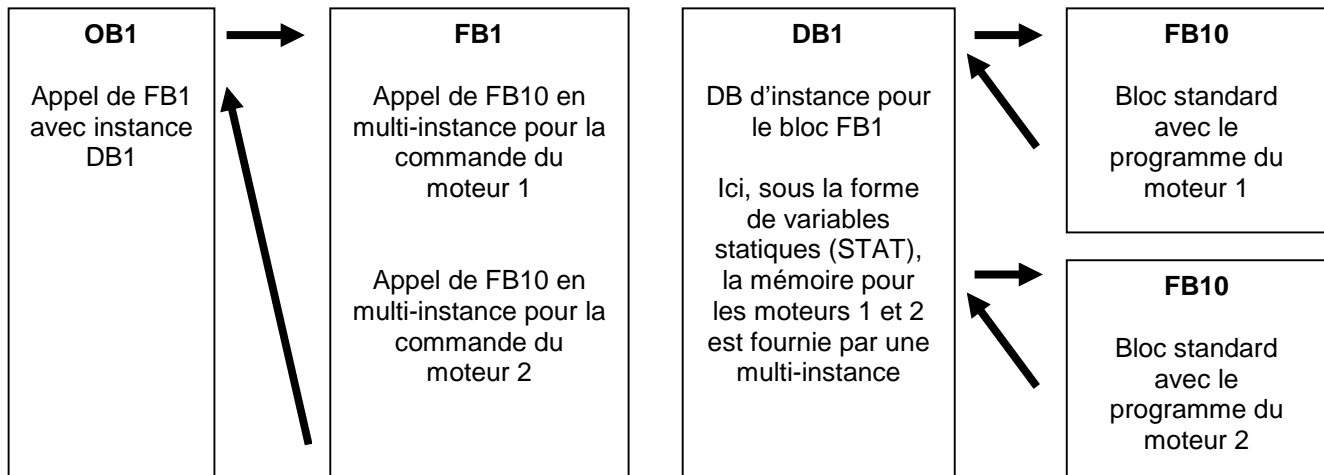 OB1
Appel de FB1
avec instance
DB1
FB1
Appel de FB10 en
multi-instance pour la
commande du
moteur 1
Appel de FB10 en
multi-instance pour la
commande du
moteur 2
DB1
DB d’instance pour
le bloc FB1
Ici, sous la forme
de variables
statiques (STAT),
la mémoire pour
les moteurs 1 et 2
est fournie par une
multi-instance
FB10
Bloc standard
avec le
programme du
moteur 1
FB10
Bloc standard
avec le
programme du
moteur 2